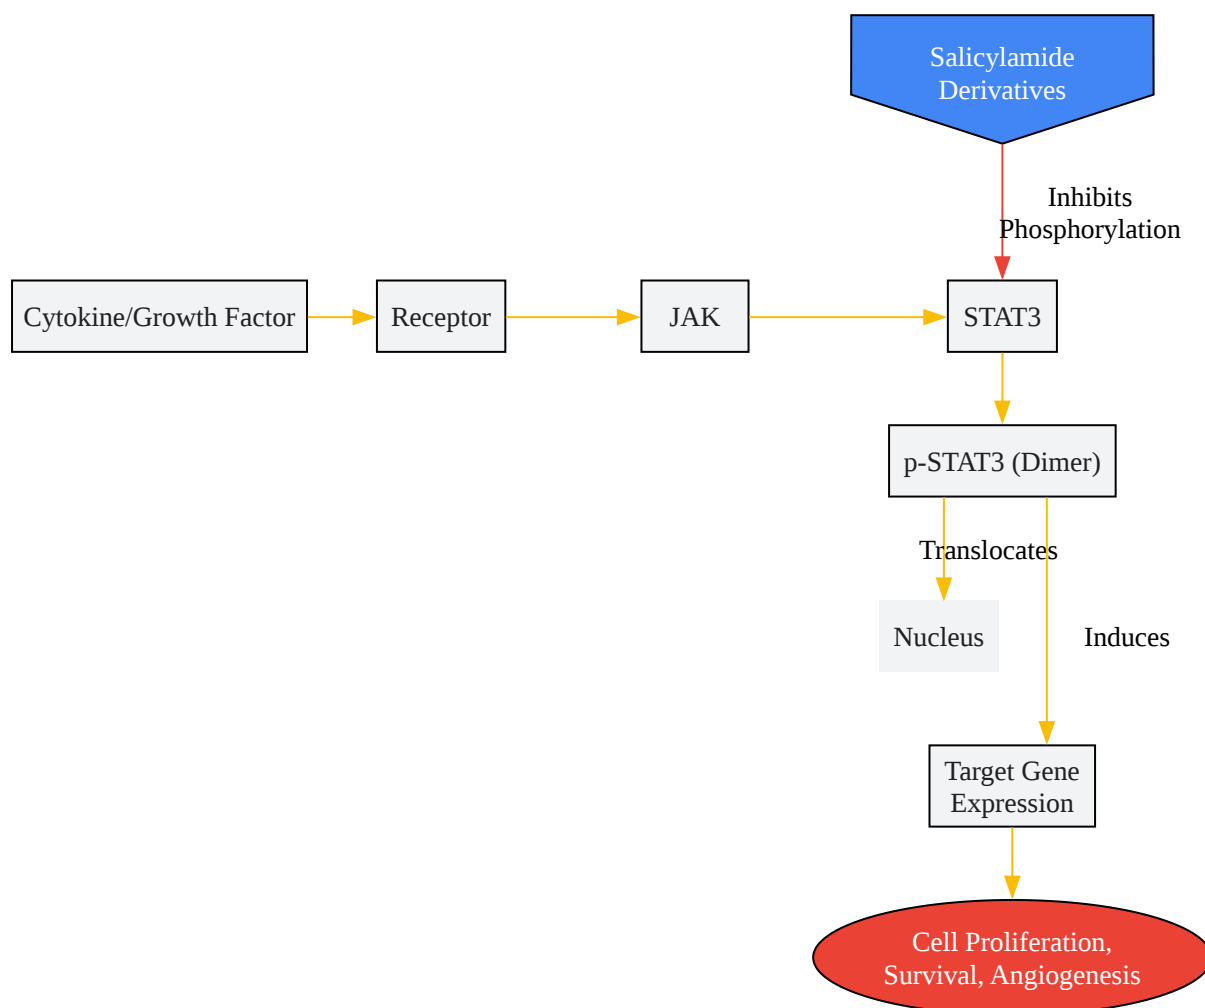 Salicylamide
Derivatives
Inhibits
Phosphorylation
Cytokine/Growth Factor
Receptor
JAK
STAT3
p-STAT3 (Dimer)
Translocates
Nucleus
Induces
Target Gene
Expression
Cell Proliferation,
Survival, Angiogenesis